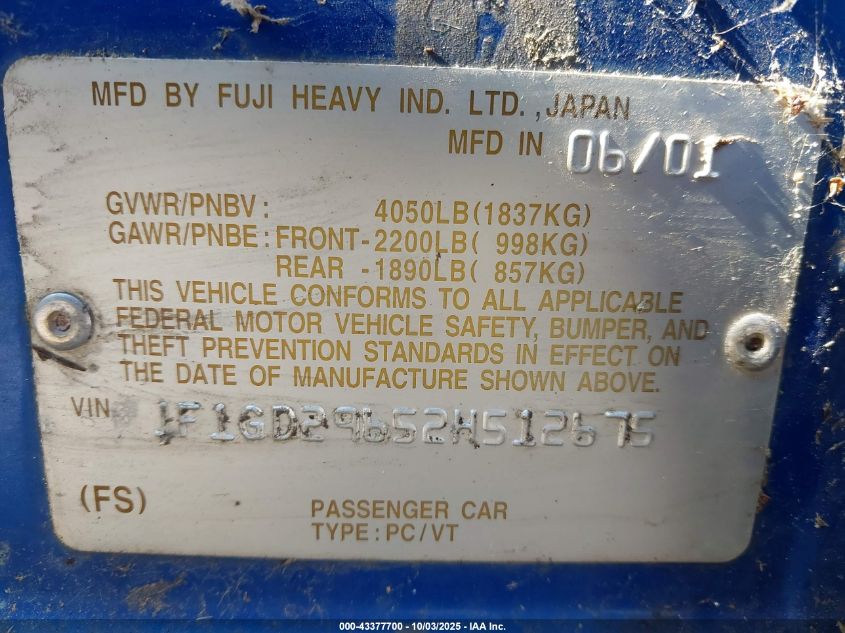 MFD BY FUJI HEAVY IND. LTD.,JAPAN
MFD IN 06/01
GVWR/PNBV: 4050LB(1837KG)
GAWR/PNBE: FRONT-2200LB( 998KG)
REAR -1890LB( 857KG)
THIS VEHICLE CONFORMS TO ALL APPLICABLE
FEDERAL MOTOR VEHICLE SAFETY, BUMPER, AND
THEFT PREVENTION STANDARDS IN EFFECT ON
THE DATE OF MANUFACTURE SHOWN ABOVE.
VIN JF1GD29652H512675
(FS) PASSENGER CAR
TYPE: PC/VT
000-43377700 - 10/03/2025 - IAA Inc.